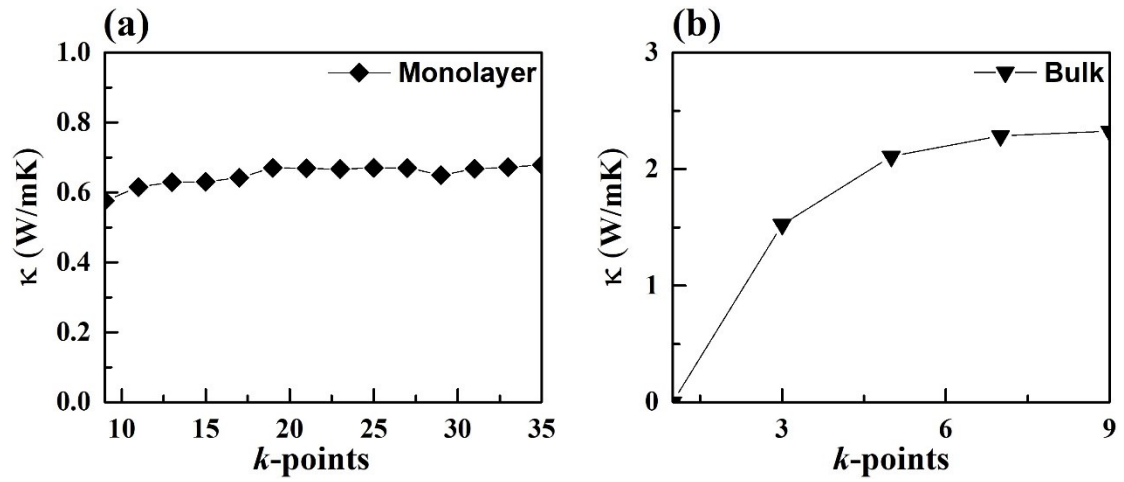 (a)
Monolayer
κ (W/mK)
1.0
0.8
0.6
0.4
0.2
0.0
10 15 20 25 30 35
k-points
(b)
Bulk
κ (W/mK)
3
2
1
0
3 6 9
k-points